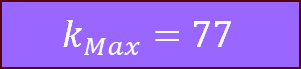 k_Max = 77